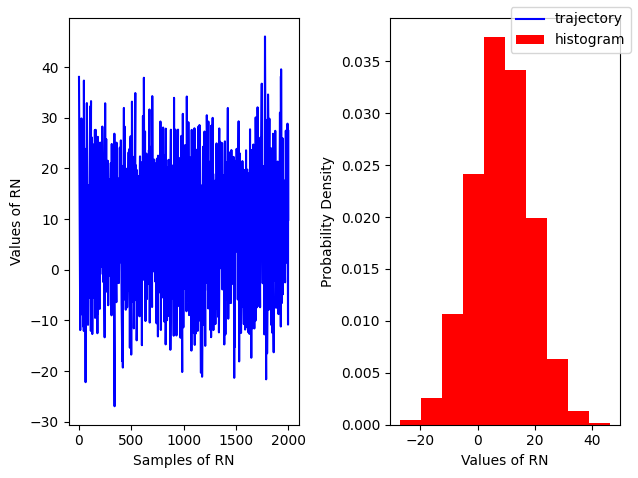 trajectory
histogram
Values of RN
40
30
20
10
0
−10
−20
−30
0 500 1000 1500 2000
Samples of RN
Probability Density
0.035
0.030
0.025
0.020
0.015
0.010
0.005
0.000
−20 0 20 40
Values of RN